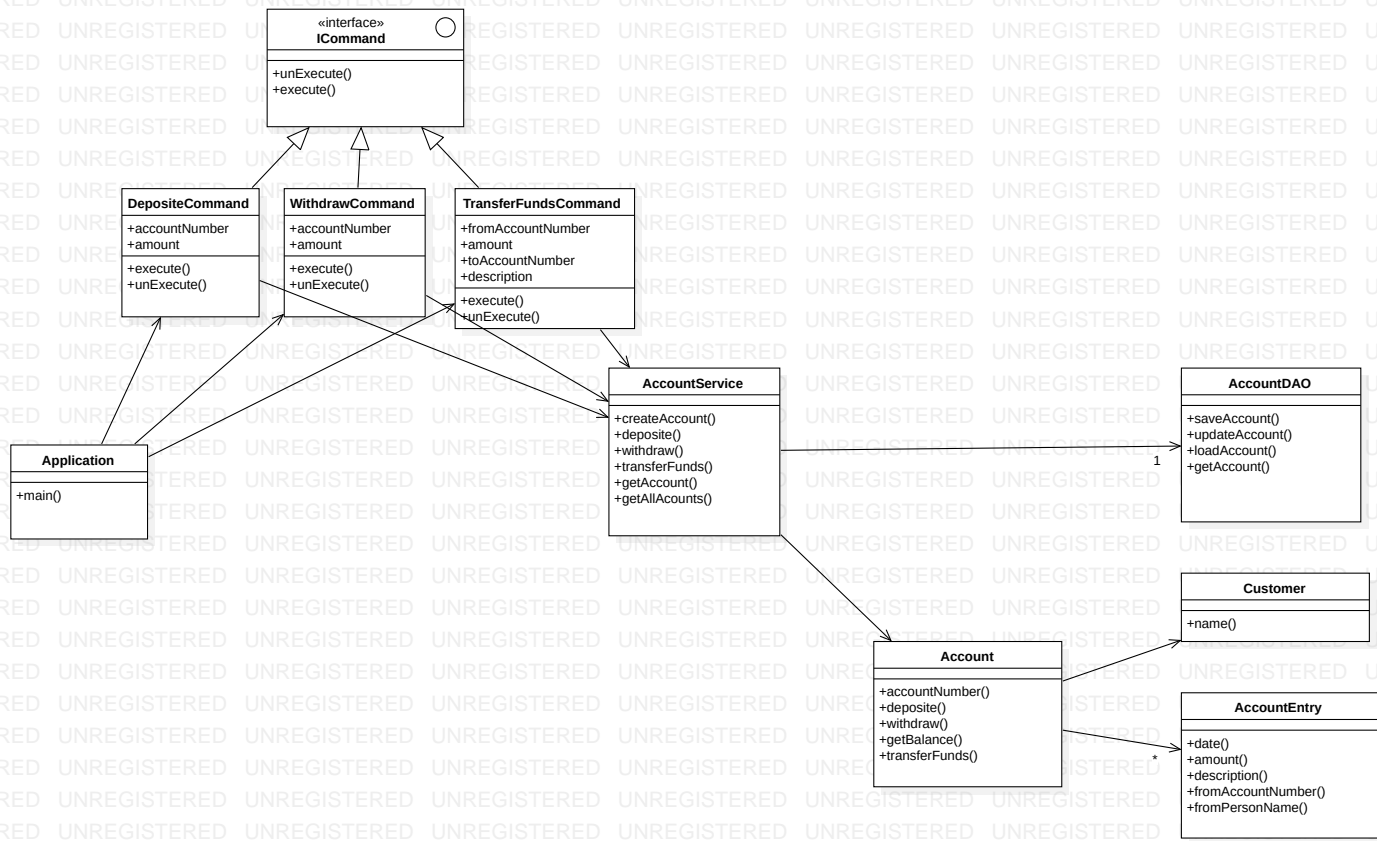 «interface»
ICommand
+unExecute()
+execute()
DepositeCommand
+accountNumber
+amount
+execute()
+unExecute()
WithdrawCommand
+accountNumber
+amount
+execute()
+unExecute()
TransferFundsCommand
+fromAccountNumber
+amount
+toAccountNumber
+description
+execute()
+unExecute()
Application
+main()
AccountService
+createAccount()
+deposite()
+withdraw()
+transferFunds()
+getAccount()
+getAllAcounts()
1
AccountDAO
+saveAccount()
+updateAccount()
+loadAccount()
+getAccount()
Account
+accountNumber()
+deposite()
+withdraw()
+getBalance()
+transferFunds()
Customer
+name()
*
AccountEntry
+date()
+amount()
+description()
+fromAccountNumber()
+fromPersonName()
UNREGISTERED